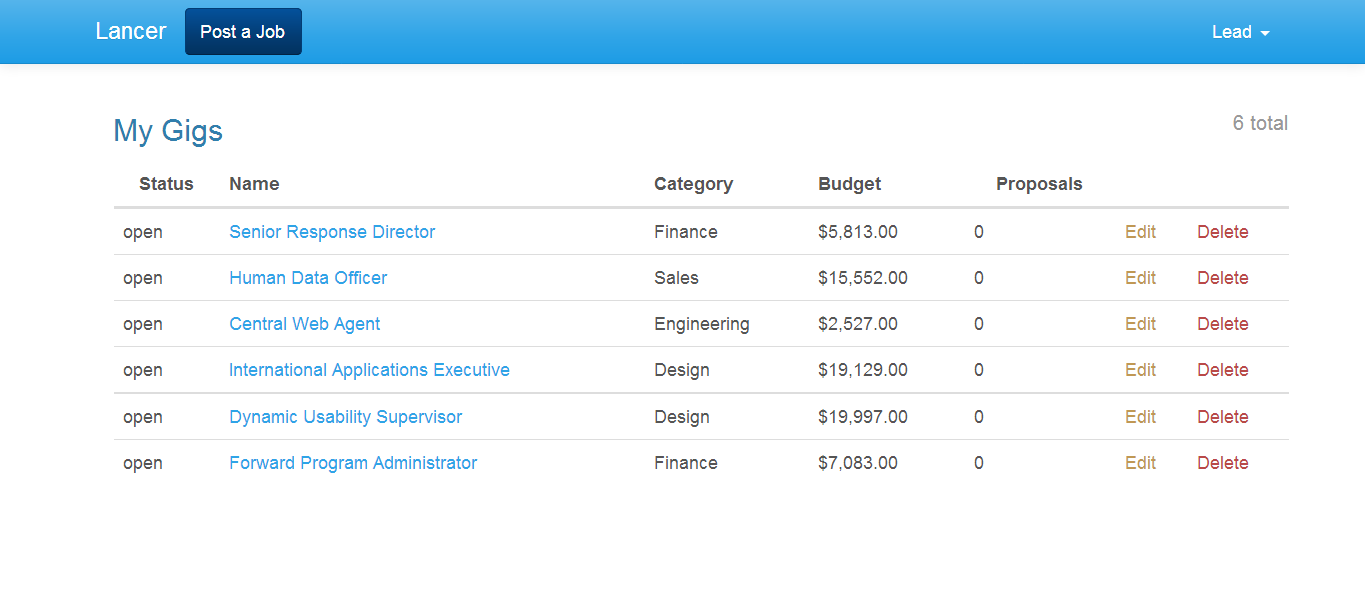 Lancer Post a Job Lead
My Gigs 6 total
Status Name Category Budget Proposals
open Senior Response Director Finance $5,813.00 0 Edit Delete
open Human Data Officer Sales $15,552.00 0 Edit Delete
open Central Web Agent Engineering $2,527.00 0 Edit Delete
open International Applications Executive Design $19,129.00 0 Edit Delete
open Dynamic Usability Supervisor Design $19,997.00 0 Edit Delete
open Forward Program Administrator Finance $7,083.00 0 Edit Delete